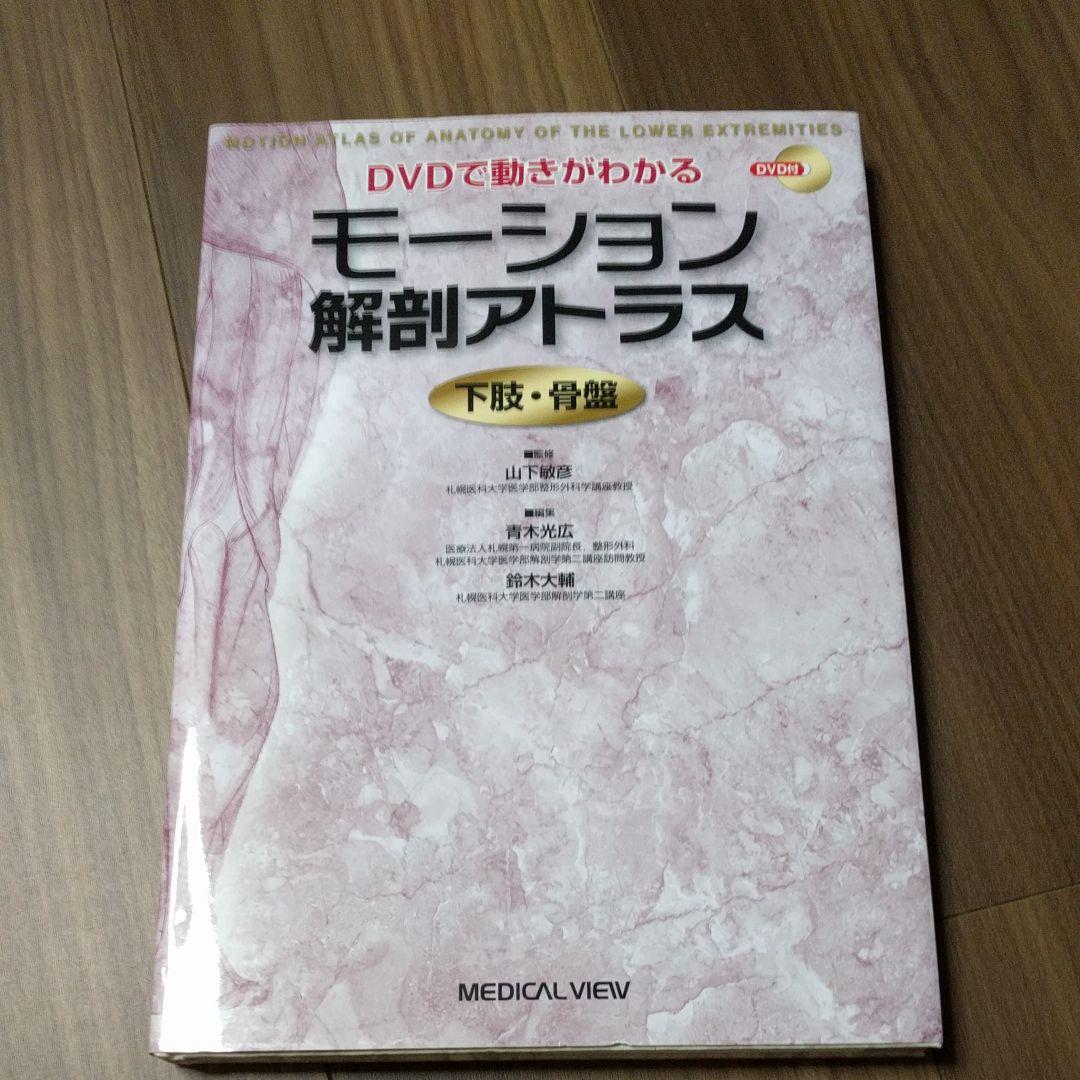 MOTION ATLAS OF ANATOMY OF THE LOWER EXTREMITIES
DVDで動きがわかる
DVD付
モーション
解剖アトラス
下肢・骨盤
■監修
山下敏彦
札幌医科大学医学部整形外科学講座教授
■編集
青木光広
医療法人札幌第一病院副院長，整形外科
札幌医科大学医学部解剖学第二講座訪問教授
鈴木大輔
札幌医科大学医学部解剖学第二講座
MEDICAL VIEW